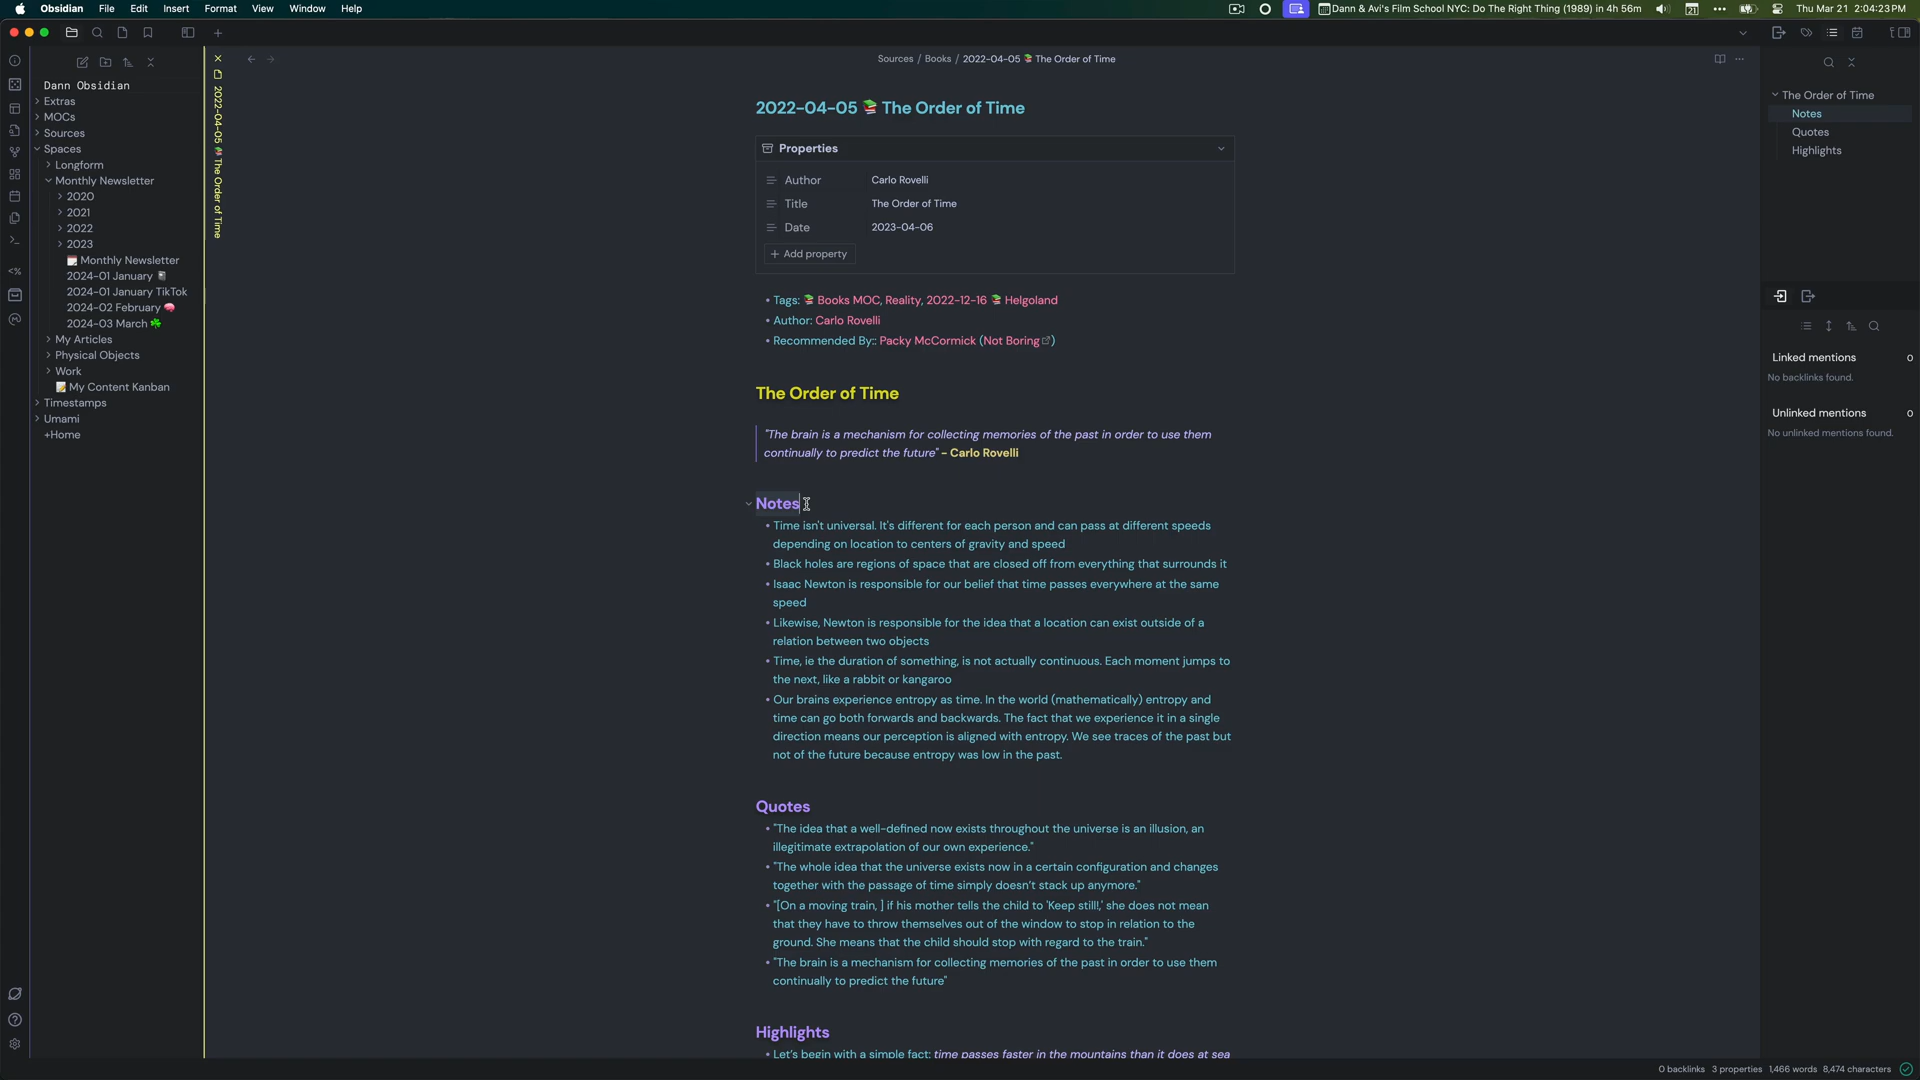 Obsidian File Edit Insert Format View Window Help
Dann & Avi's Film School NYC: Do The Right Thing (1989) in 4h 56m
21
Thu Mar 21 2:04:23 PM
Dann Obsidian
Extras
MOCs
Sources
Spaces
Longform
Monthly Newsletter
2020
2021
2022
2023
🗓️ Monthly Newsletter
2024-01 January 📓
2024-01 January TikTok
2024-02 February 🧠
2024-03 March ☘️
My Articles
Physical Objects
Work
📝 My Content Kanban
Timestamps
Umami
+Home
2022-04-05 📚 The Order of Time
Sources / Books / 2022-04-05 📚 The Order of Time
2022-04-05 📚 The Order of Time
Properties
Author Carlo Rovelli
Title The Order of Time
Date 2023-04-06
+ Add property
• Tags: 📚 Books MOC, Reality, 2022-12-16 📚 Helgoland
• Author: Carlo Rovelli
• Recommended By:: Packy McCormick (Not Boring)
The Order of Time
"The brain is a mechanism for collecting memories of the past in order to use them
continually to predict the future" - Carlo Rovelli
Notes
• Time isn't universal. It's different for each person and can pass at different speeds
depending on location to centers of gravity and speed
• Black holes are regions of space that are closed off from everything that surrounds it
• Isaac Newton is responsible for our belief that time passes everywhere at the same
speed
• Likewise, Newton is responsible for the idea that a location can exist outside of a
relation between two objects
• Time, ie the duration of something, is not actually continuous. Each moment jumps to
the next, like a rabbit or kangaroo
• Our brains experience entropy as time. In the world (mathematically) entropy and
time can go both forwards and backwards. The fact that we experience it in a single
direction means our perception is aligned with entropy. We see traces of the past but
not of the future because entropy was low in the past.
Quotes
• "The idea that a well-defined now exists throughout the universe is an illusion, an
illegitimate extrapolation of our own experience."
• "The whole idea that the universe exists now in a certain configuration and changes
together with the passage of time simply doesn't stack up anymore."
• "[On a moving train, ] if his mother tells the child to 'Keep still!,' she does not mean
that they have to throw themselves out of the window to stop in relation to the
ground. She means that the child should stop with regard to the train."
• "The brain is a mechanism for collecting memories of the past in order to use them
continually to predict the future"
Highlights
• Let's begin with a simple fact: time passes faster in the mountains than it does at sea
The Order of Time
Notes
Quotes
Highlights
Linked mentions 0
No backlinks found.
Unlinked mentions 0
No unlinked mentions found.
0 backlinks 3 properties 1,466 words 8,474 characters